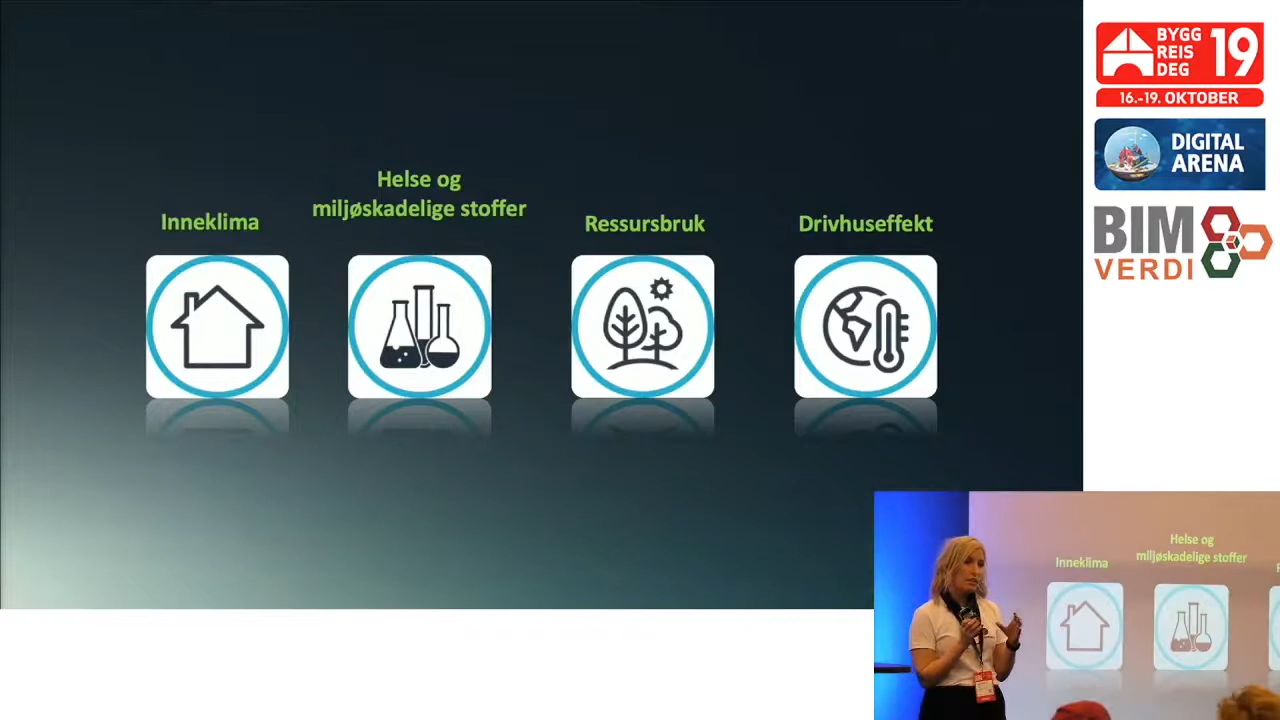 Inneklima
Helse og
miljøskadelige stoffer
Ressursbruk
Drivhuseffekt
BYGG
REIS
DEG
19
16.-19. OKTOBER
DIGITAL
ARENA
BIM
VERDI
Inneklima
Helse og
miljøskadelige stoffer